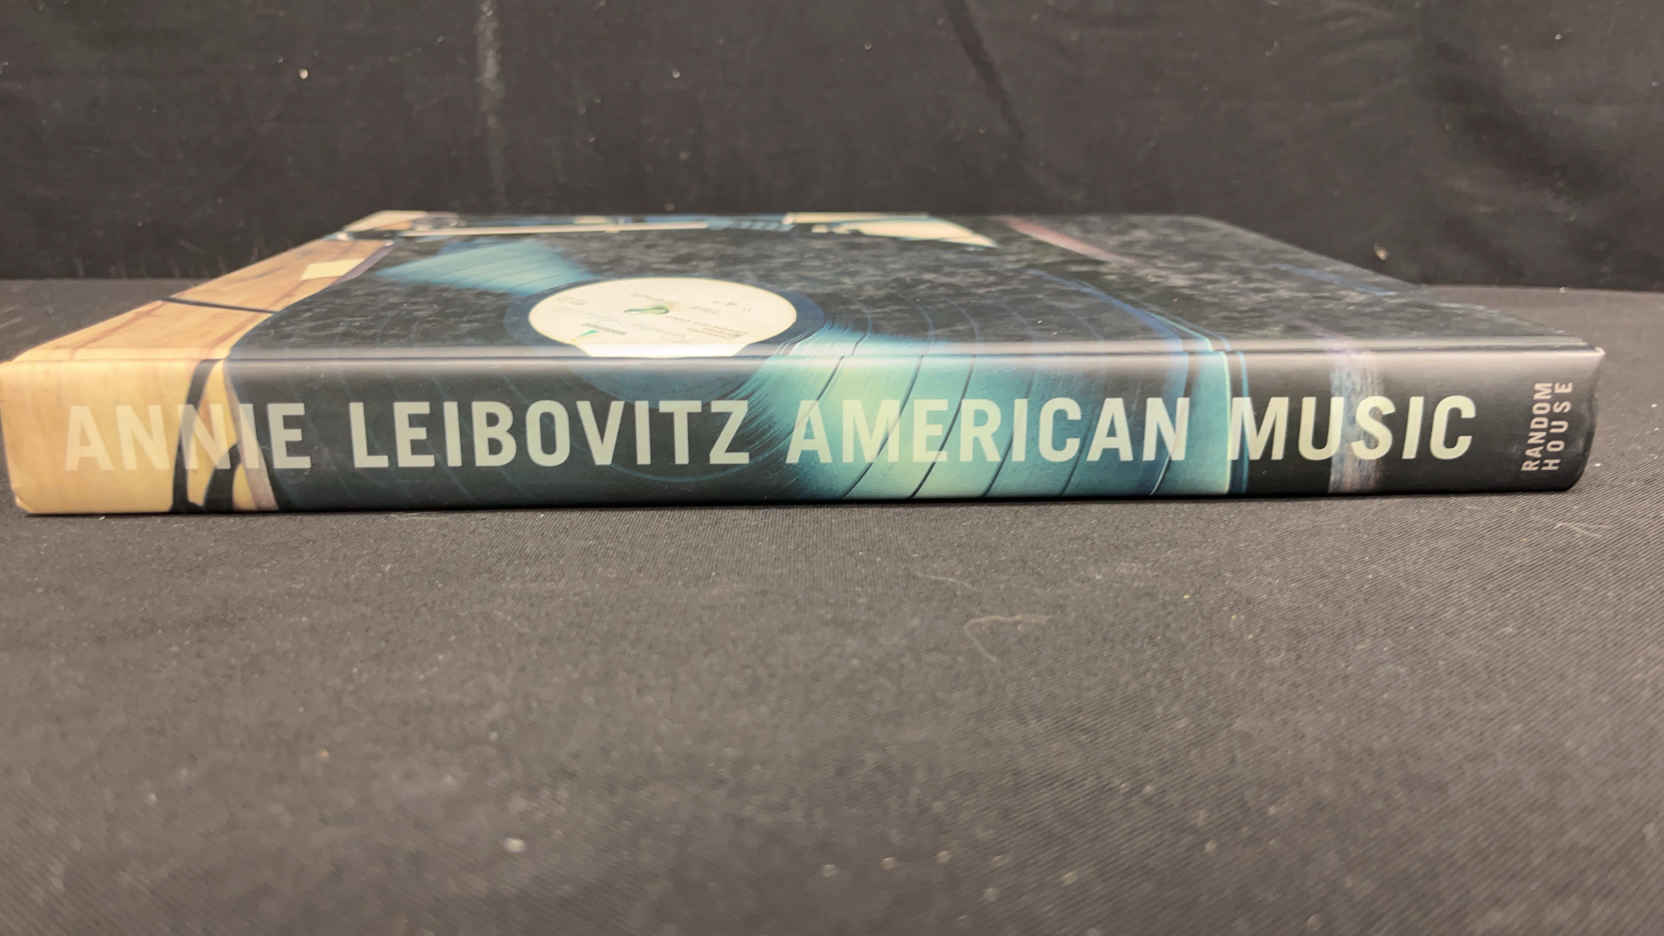 ANNIE LEIBOVITZ AMERICAN MUSIC
RANDOM
HOUSE